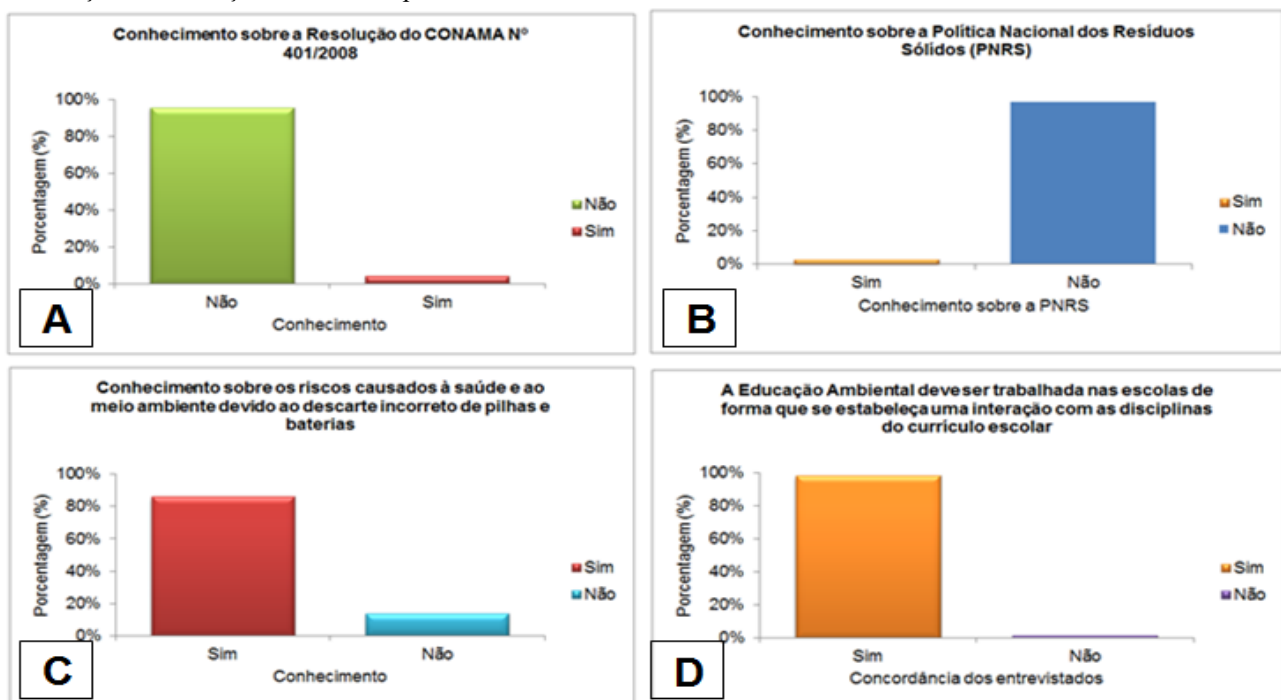 Conhecimento sobre a Resolução do CONAMA Nº
401/2008
100%
80%
60%
40%
20%
0%
Porcentagem (%)
Não
Sim
Conhecimento
Não
Sim
A
Conhecimento sobre a Política Nacional dos Resíduos
Sólidos (PNRS)
100%
80%
60%
40%
20%
0%
Porcentagem (%)
Sim
Não
Conhecimento sobre a PNRS
Sim
Não
B
Conhecimento sobre os riscos causados à saúde e ao
meio ambiente devido ao descarte incorreto de pilhas e
baterias
100%
80%
60%
40%
20%
0%
Porcentagem (%)
Sim
Não
Conhecimento
Sim
Não
C
A Educação Ambiental deve ser trabalhada nas escolas de
forma que se estabeleça uma interação com as disciplinas
do currículo escolar
100%
80%
60%
40%
20%
0%
Porcentagem (%)
Sim
Não
Concordância dos entrevistados
Sim
Não
D